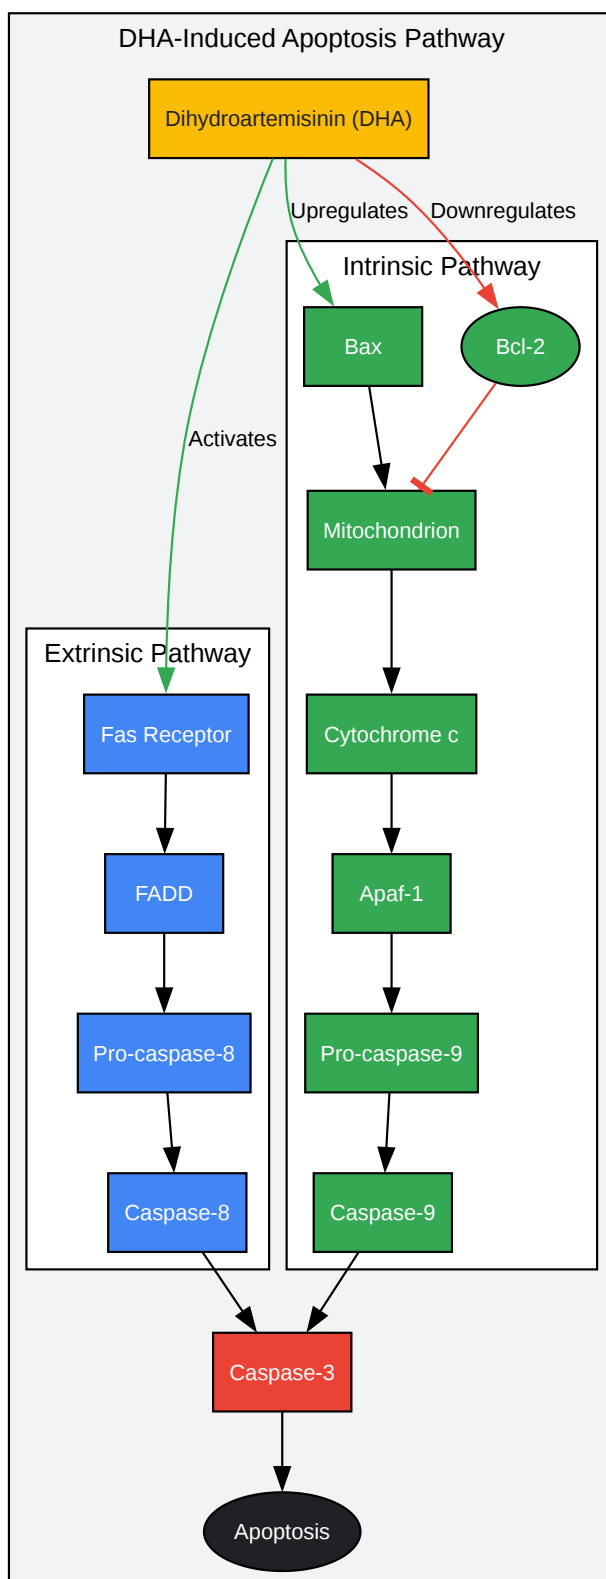 DHA-Induced Apoptosis Pathway
Dihydroartemisinin (DHA)
Upregulates
Downregulates
Intrinsic Pathway
Bax
Bcl-2
Activates
Mitochondrion
Extrinsic Pathway
Fas Receptor
Cytochrome c
FADD
Apaf-1
Pro-caspase-8
Pro-caspase-9
Caspase-8
Caspase-9
Caspase-3
Apoptosis